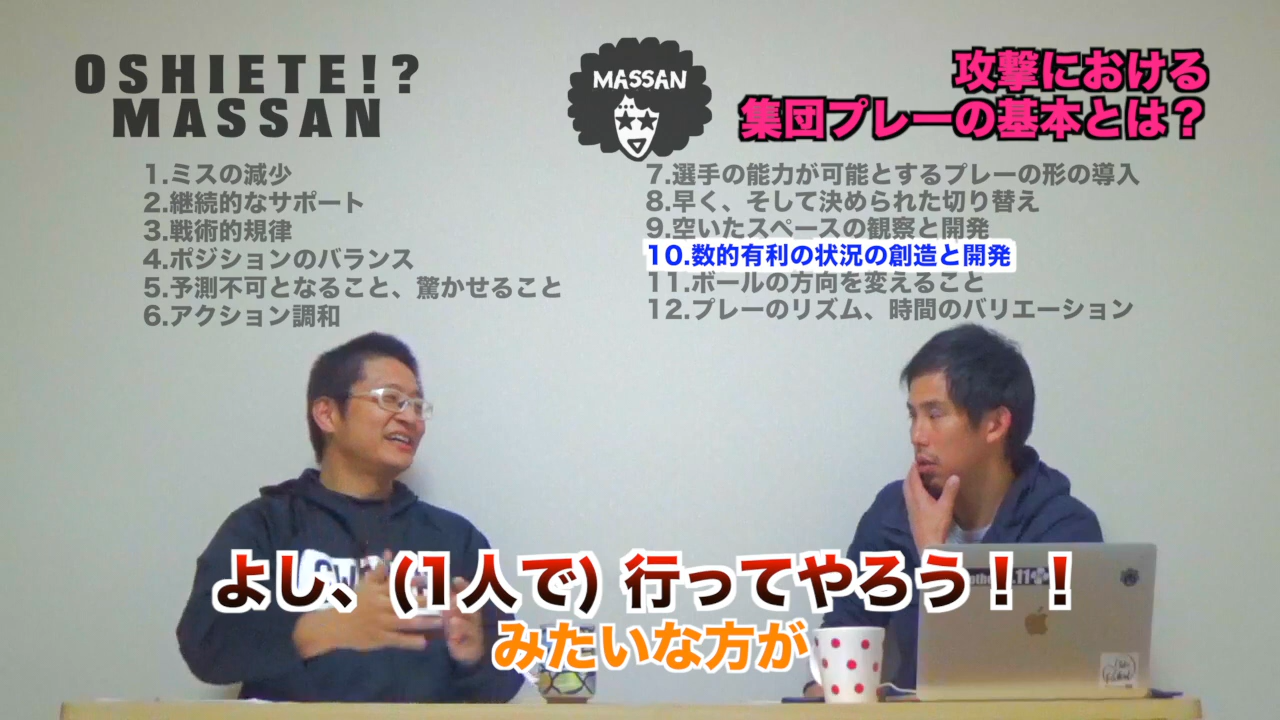 OSHIETE!?
MASSAN
MASSAN
攻撃における
集団プレーの基本とは？
1.ミスの減少
2.継続的なサポート
3.戦術的規律
4.ポジションのバランス
5.予測不可となること、驚かせること
6.アクション調和
7.選手の能力が可能とするプレーの形の導入
8.早く、そして決められた切り替え
9.空いたスペースの観察と開発
10.数的有利の状況の創造と開発
11.ボールの方向を変えること
12.プレーのリズム、時間のバリエーション
よし、(1人で) 行ってやろう！！
みたいな方が